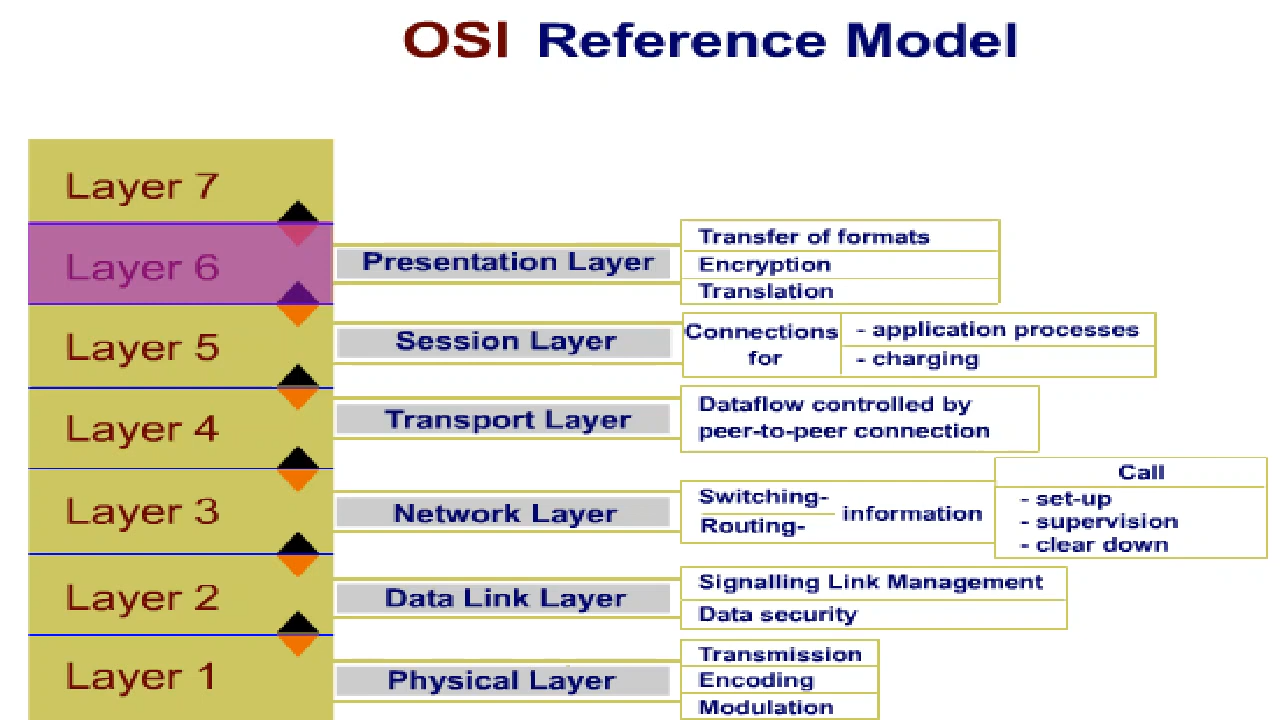 OSI Reference Model
Layer 7
Layer 6
Presentation Layer
Transfer of formats
Encryption
Translation
Layer 5
Session Layer
Connections
for
- application processes
- charging
Layer 4
Transport Layer
Dataflow controlled by
peer-to-peer connection
Layer 3
Network Layer
Switching-
Routing-
information
Call
- set-up
- supervision
- clear down
Layer 2
Data Link Layer
Signalling Link Management
Data security
Layer 1
Physical Layer
Transmission
Encoding
Modulation